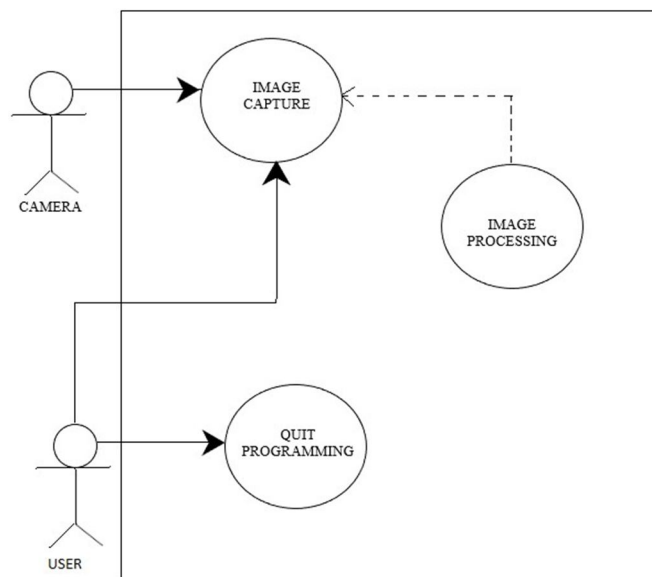 IMAGE
CAPTURE
CAMERA
IMAGE
PROCESSING
QUIT
PROGRAMMING
USER